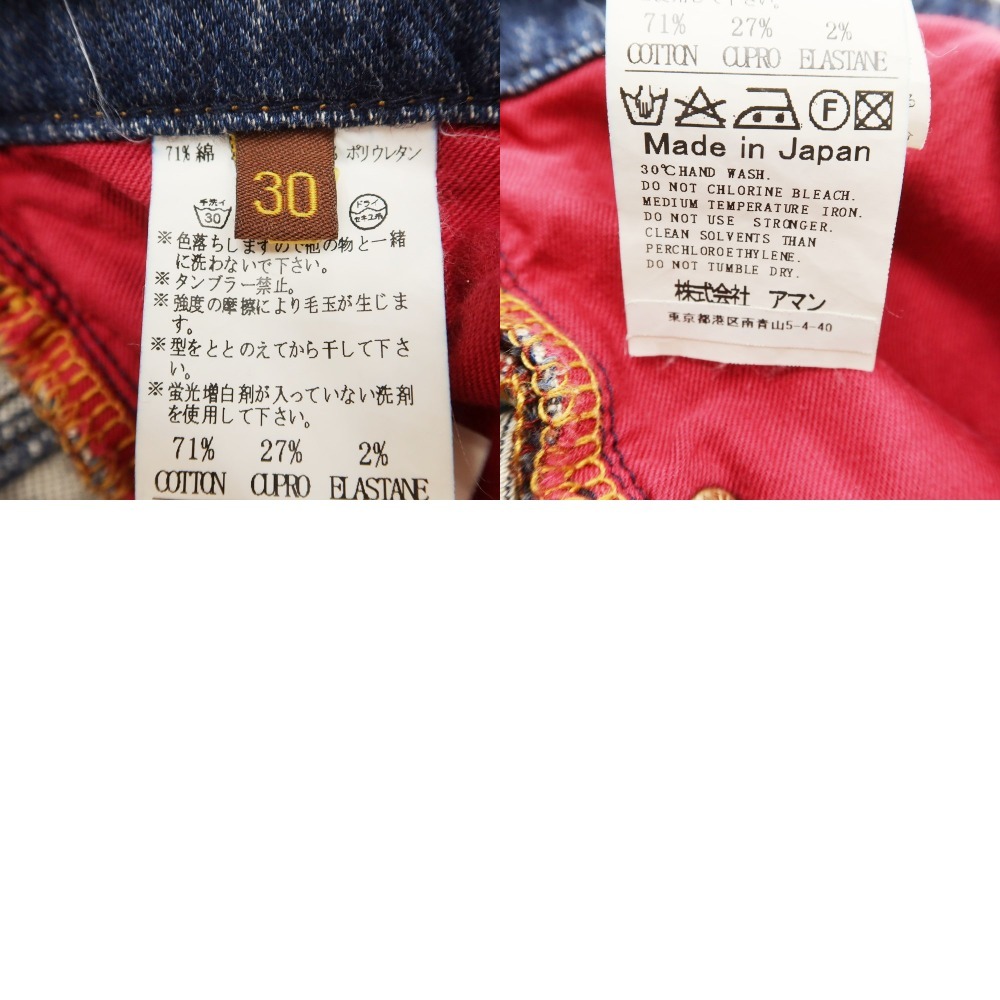 71% 綿
ポリウレタン
30
手洗イ
30
ドライ
セキユ系
※色落ちしますので他の物と一緒
に洗わないで下さい。
※タンブラー禁止。
※強度の摩擦により毛玉が生じま
す。
※型をととのえてから干して下さ
い。
※蛍光増白剤が入っていない洗剤
を使用して下さい。
71% 27% 2%
COTTON CUPRO ELASTANE
71% 27% 2%
COTTON CUPRO ELASTANE
F
Made in Japan
30℃HAND WASH.
DO NOT CHLORINE BLEACH.
MEDIUM TEMPERATURE IRON.
DO NOT USE STRONGER.
CLEAN SOLVENTS THAN
PERCHLOROETHYLENE.
DO NOT TUMBLE DRY.
株式会社 アマン
東京都港区南青山5-4-40